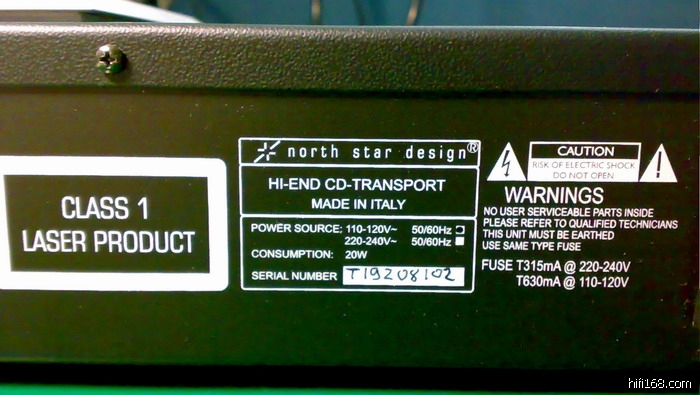 CLASS 1
LASER PRODUCT
north star design®
HI-END CD-TRANSPORT
MADE IN ITALY
POWER SOURCE: 110-120V~ 50/60Hz
220-240V~ 50/60Hz
CONSUMPTION: 20W
SERIAL NUMBER T19208102
CAUTION
RISK OF ELECTRIC SHOCK
DO NOT OPEN
WARNINGS
NO USER SERVICEABLE PARTS INSIDE
PLEASE REFER TO QUALIFIED TECHNICIANS
THIS UNIT MUST BE EARTHED
USE SAME TYPE FUSE
FUSE T315mA @ 220-240V
T630mA @ 110-120V
hifi168.com